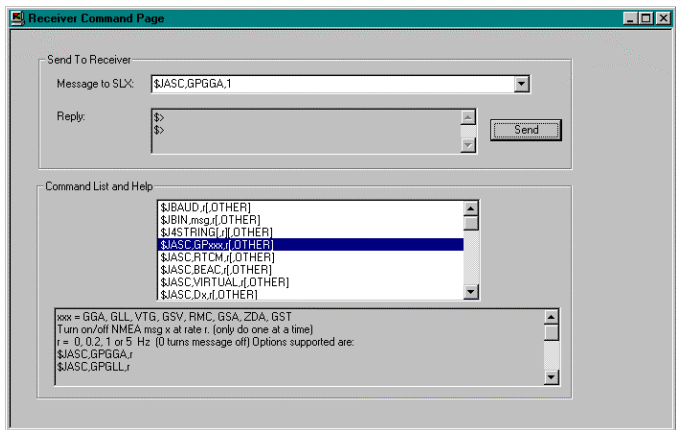 Receiver Command Page
Send To Receiver
Message to SLX: $JASC,GPGGA,1
Reply:
$>
$>
Send
Command List and Help
$JBAUD,r[,OTHER]
$JBIN,msg,r[,OTHER]
$J4STRING[,r][,OTHER]
$JASC,GPxxx,r[,OTHER]
$JASC,RTCM,r[,OTHER]
$JASC,BEAC,r[,OTHER]
$JASC,VIRTUAL,r[,OTHER]
$JASC,Dx,r[,OTHER]
xxx = GGA, GLL, VTG, GSV, RMC, GSA, ZDA, GST
Turn on/off NMEA msg x at rate r. (only do one at a time)
r = 0, 0.2, 1 or 5 Hz (0 turns message off) Options supported are:
$JASC,GPGGA,r
$JASC,GPGLL,r